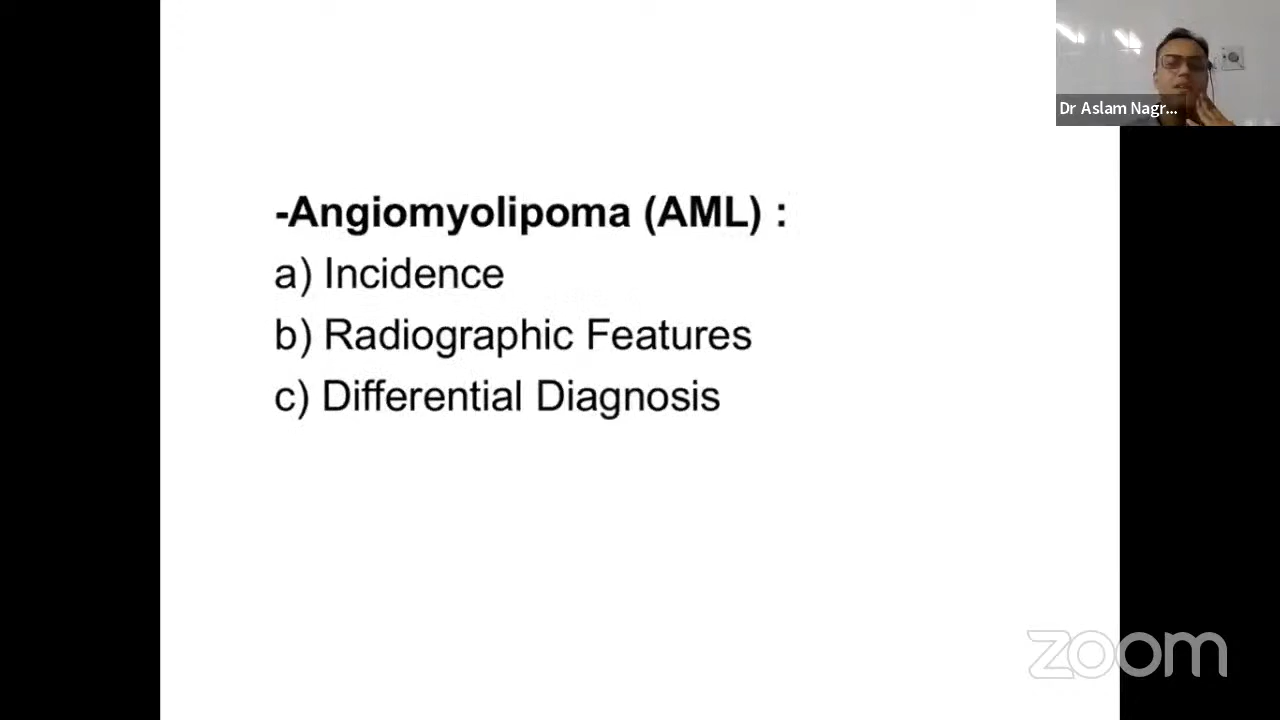 Dr Aslam Nagr...
-Angiomyolipoma (AML) :
a) Incidence
b) Radiographic Features
c) Differential Diagnosis
zoom